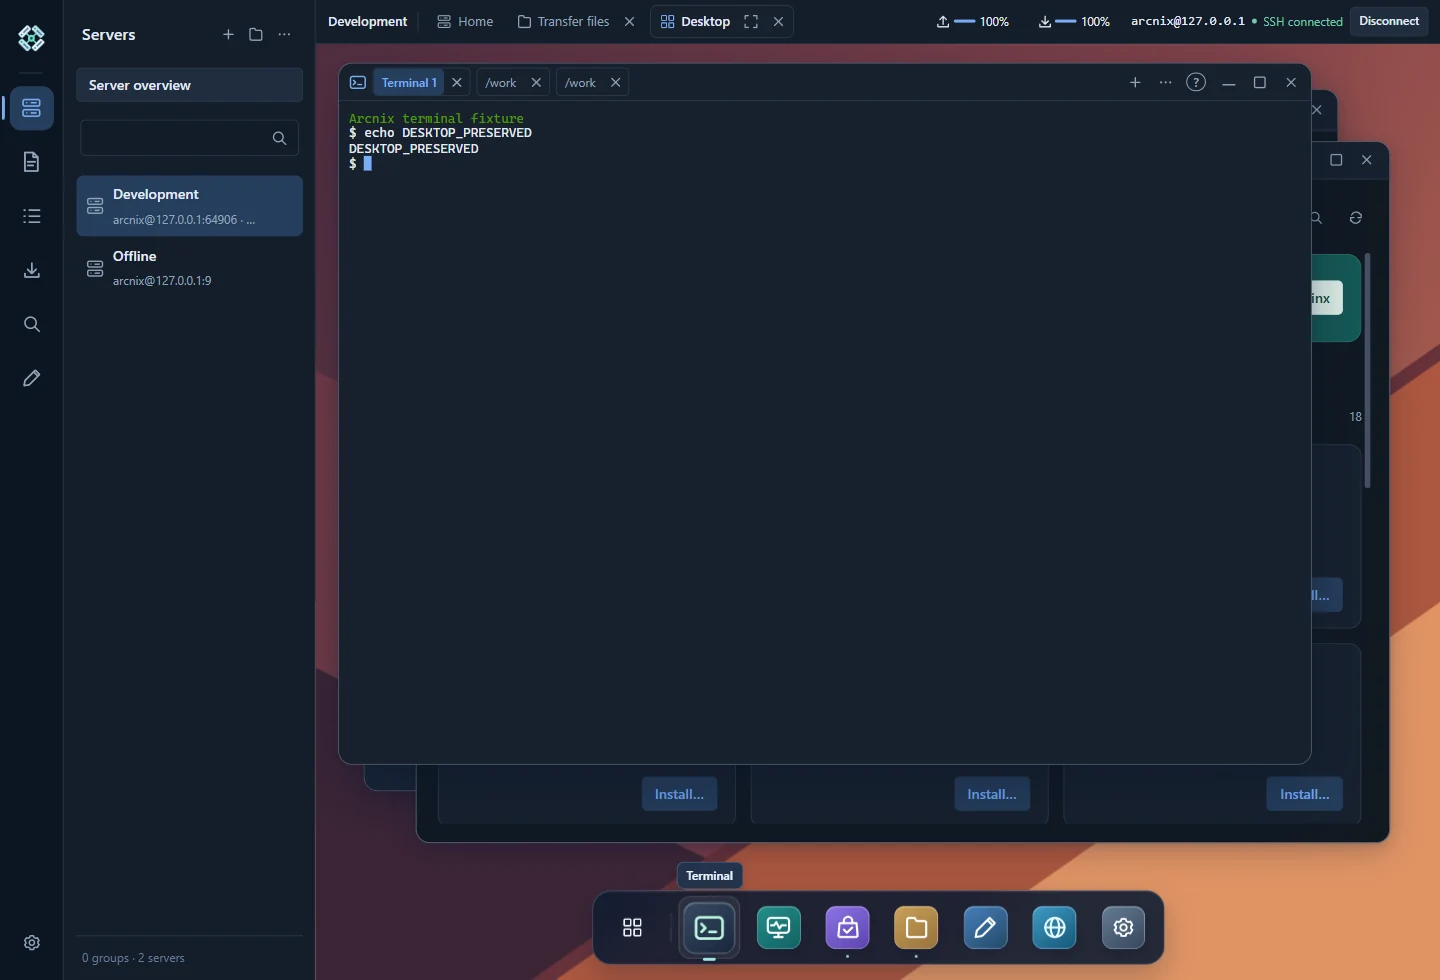 Servers
Server overview
Development
arcnix@127.0.0.1:64906 · ...
Offline
arcnix@127.0.0.1:9
0 groups · 2 servers
Development
Home
Transfer files
Desktop
100%
100%
arcnix@127.0.0.1
SSH connected
Disconnect
Terminal 1
/work
/work
Arcnix terminal fixture
$ echo DESKTOP_PRESERVED
DESKTOP_PRESERVED
$
inx
18
ll...
Install...
Install...
Install...
Terminal